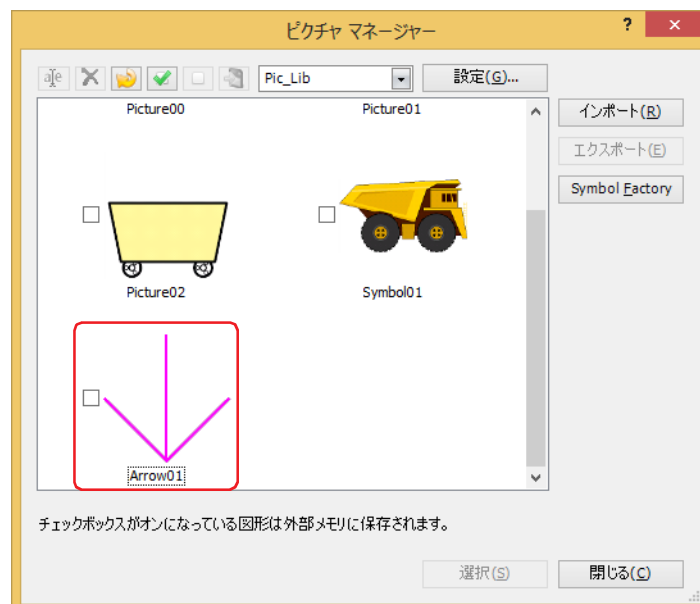 ピクチャ マネージャー
?
×
a|e
Pic_Lib
設定(G)...
Picture00
Picture01
インポート(R)
エクスポート(E)
Symbol Factory
Picture02
Symbol01
Arrow01
チェックボックスがオンになっている図形は外部メモリに保存されます。
選択(S)
閉じる(C)